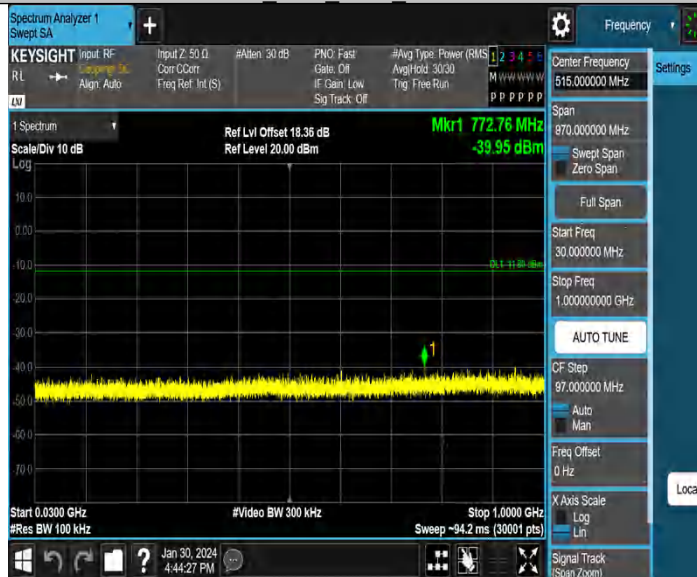 Spectrum Analyzer 1
Swept SA
+
Frequency
KEYSIGHT
Input: RF
Input Z: 50 Ω
#Atten: 30 dB
PNO: Fast
#Avg Type: Power (RMS
1 2 3 4 5 6
RL
Coupling: DC
Corr CCorr
Gate: Off
Avg|Hold: 30/30
M W W W W W
Align: Auto
Freq Ref: Int (S)
IF Gain: Low
Trig: Free Run
Sig Track: Off
P P P P P P
LXI
1 Spectrum
Ref Lvl Offset 18.36 dB
Mkr1 772.76 MHz
Scale/Div 10 dB
Ref Level 20.00 dBm
-39.95 dBm
Log
10.0
0.00
-10.0
-20.0
-30.0
-40.0
-50.0
-60.0
-70.0
1
Start 0.0300 GHz
#Video BW 300 kHz
Stop 1.0000 GHz
#Res BW 100 kHz
Sweep ~94.2 ms (30001 pts)
?
Jan 30, 2024
4:44:27 PM
Center Frequency
515.000000 MHz
Settings
Span
970.000000 MHz
Swept Span
Zero Span
Full Span
Start Freq
30.000000 MHz
Stop Freq
1.000000000 GHz
AUTO TUNE
CF Step
97.000000 MHz
Auto
Man
Freq Offset
0 Hz
X Axis Scale
Log
Lin
Loca
Signal Track
(Span Zoom)